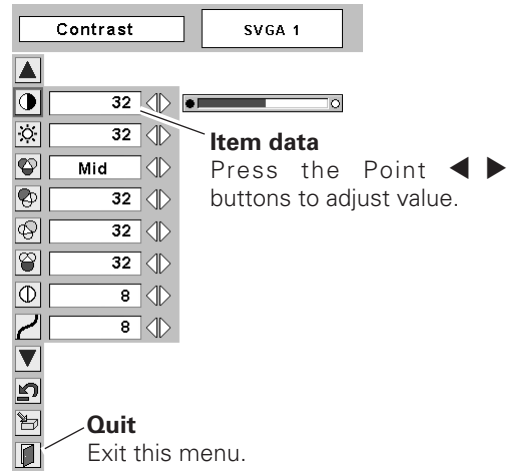 Contrast
SVGA 1
32
32
Item data
Mid
Press the Point ◀ ▶
32
buttons to adjust value.
32
32
8
8
Quit
Exit this menu.